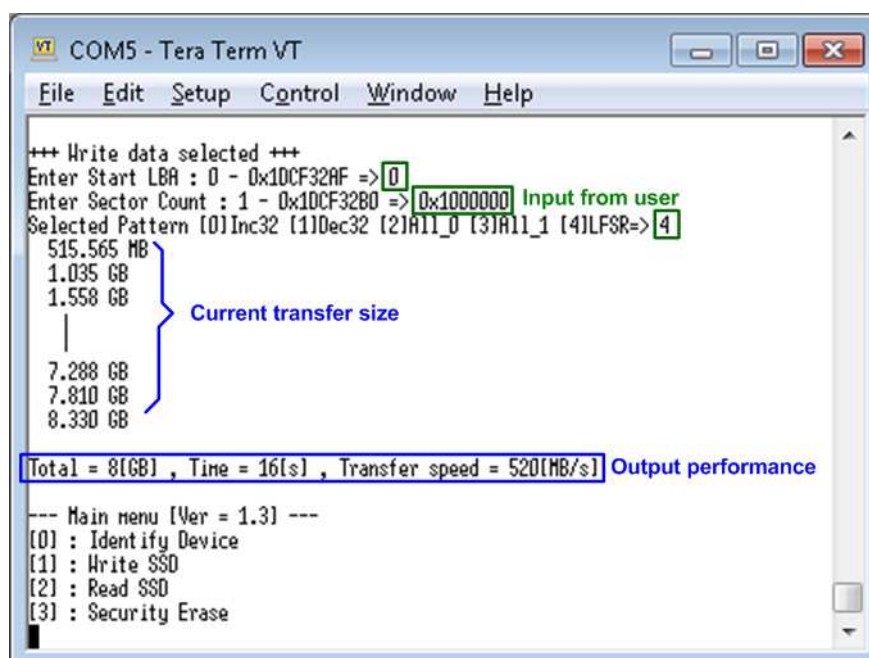 VT COM5 - Tera Term VT
File Edit Setup Control Window Help
+++ Write data selected +++
Enter Start LBA : 0 - 0x1DCF32AF => 0
Enter Sector Count : 1 - 0x1DCF32B0 => 0x1000000 Input from user
Selected Pattern [0]Inc32 [1]Dec32 [2]All_0 [3]All_1 [4]LFSR=> 4
515.565 MB
1.035 GB
1.558 GB
Current transfer size
7.288 GB
7.810 GB
8.330 GB
Total = 8[GB] , Time = 16[s] , Transfer speed = 520[MB/s] Output performance
--- Main menu [Ver = 1.3] ---
[0] : Identify Device
[1] : Write SSD
[2] : Read SSD
[3] : Security Erase